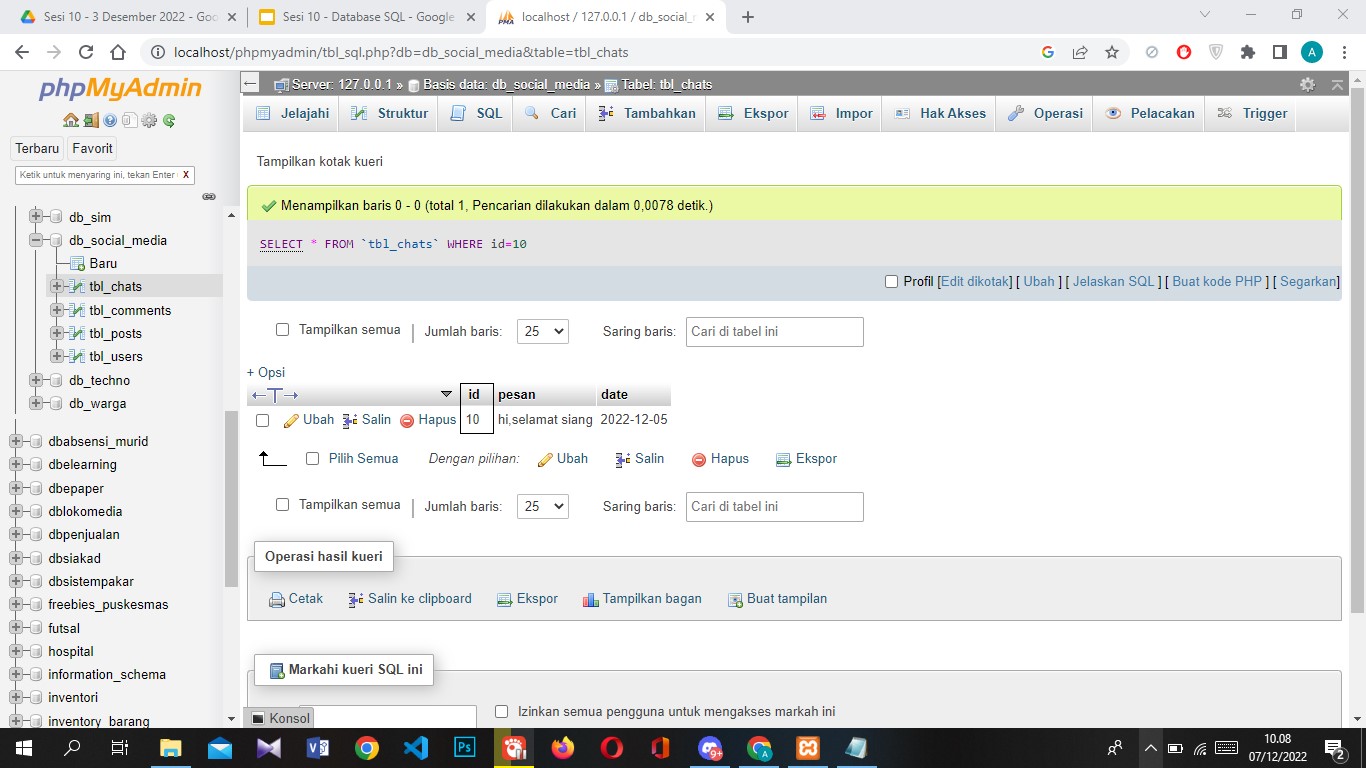 Sesi 10 - 3 Desember 2022 - Goo
Sesi 10 - Database SQL - Google
localhost / 127.0.0.1 / db_social_r
localhost/phpmyadmin/tbl_sql.php?db=db_social_media&table=tbl_chats
A
phpMyAdmin
Terbaru
Favorit
Ketik untuk menyaring ini, tekan Enter
X
db_sim
db_social_media
Baru
tbl_chats
tbl_comments
tbl_posts
tbl_users
db_techno
db_warga
dbabsensi_murid
dbelearning
dbepaper
dblokomedia
dbpenjualan
dbsiakad
dbsistempakar
freebies_puskesmas
futsal
hospital
information_schema
inventori
inventory_barang
Server: 127.0.0.1 » Basis data: db_social_media » Tabel: tbl_chats
Jelajahi Struktur SQL Cari Tambahkan Ekspor Impor Hak Akses Operasi Pelacakan Trigger
Tampilkan kotak kueri
Menampilkan baris 0 - 0 (total 1, Pencarian dilakukan dalam 0,0078 detik.)
SELECT * FROM `tbl_chats` WHERE id=10
Profil [Edit dikotak] [ Ubah ] [ Jelaskan SQL ] [ Buat kode PHP ] [ Segarkan]
Tampilkan semua | Jumlah baris: 25 Saring baris: Cari di tabel ini
+ Opsi
←T→ id pesan date
Ubah Salin Hapus 10 hi,selamat siang 2022-12-05
Pilih Semua Dengan pilihan: Ubah Salin Hapus Ekspor
Tampilkan semua | Jumlah baris: 25 Saring baris: Cari di tabel ini
Operasi hasil kueri
Cetak Salin ke clipboard Ekspor Tampilkan bagan Buat tampilan
Markahi kueri SQL ini
Konsol
Izinkan semua pengguna untuk mengakses markah ini
Ps
9+
A
10.08
07/12/2022
2